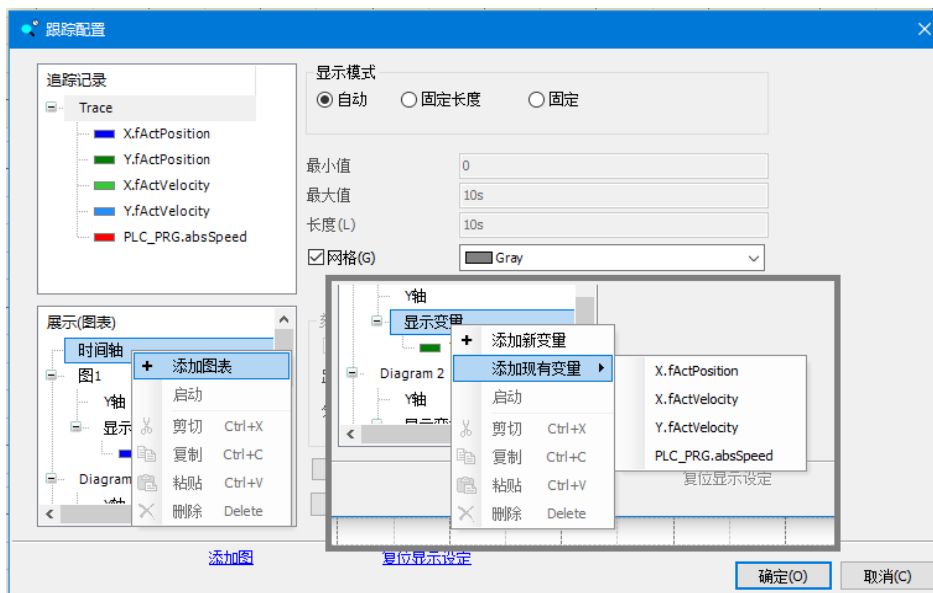 跟踪配置
追踪记录
Trace
X.fActPosition
Y.fActPosition
X.fActVelocity
Y.fActVelocity
PLC_PRG.absSpeed
显示模式
自动
固定长度
固定
最小值
0
最大值
10s
长度(L)
10s
网格(G)
Gray
展示(图表)
时间轴
图1
Y轴
显示
Diagram
添加图表
启动
剪切 Ctrl+X
复制 Ctrl+C
粘贴 Ctrl+V
删除 Delete
Y轴
显示变量
Diagram 2
Y轴
添加新变量
添加现有变量
启动
剪切 Ctrl+X
复制 Ctrl+C
粘贴 Ctrl+V
删除 Delete
X.fActPosition
X.fActVelocity
Y.fActVelocity
PLC_PRG.absSpeed
复位显示设定
添加图
复位显示设定
确定(O)
取消(C)